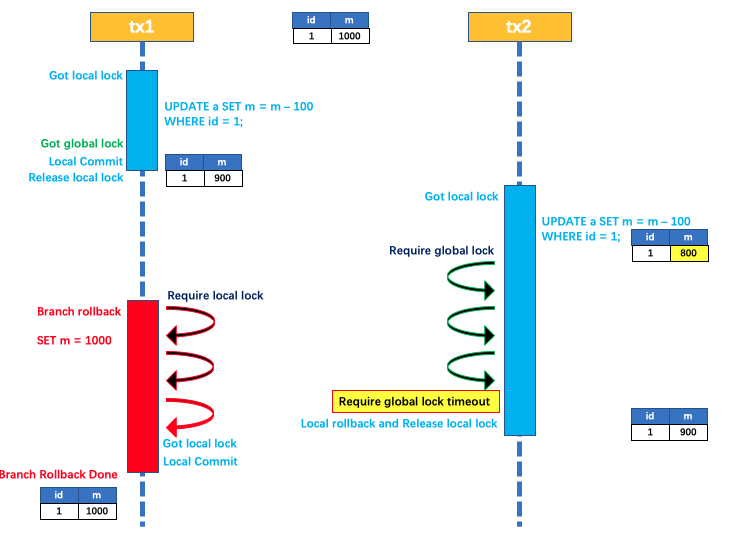 tx1
id m
1 1000
tx2
Got local lock
UPDATE a SET m = m – 100
WHERE id = 1;
Got global lock
Local Commit
Release local lock
id m
1 900
Got local lock
UPDATE a SET m = m – 100
WHERE id = 1;
id m
1 800
Require global lock
Require local lock
Branch rollback
SET m = 1000
Require global lock timeout
Local rollback and Release local lock
id m
1 900
Got local lock
Local Commit
Branch Rollback Done
id m
1 1000